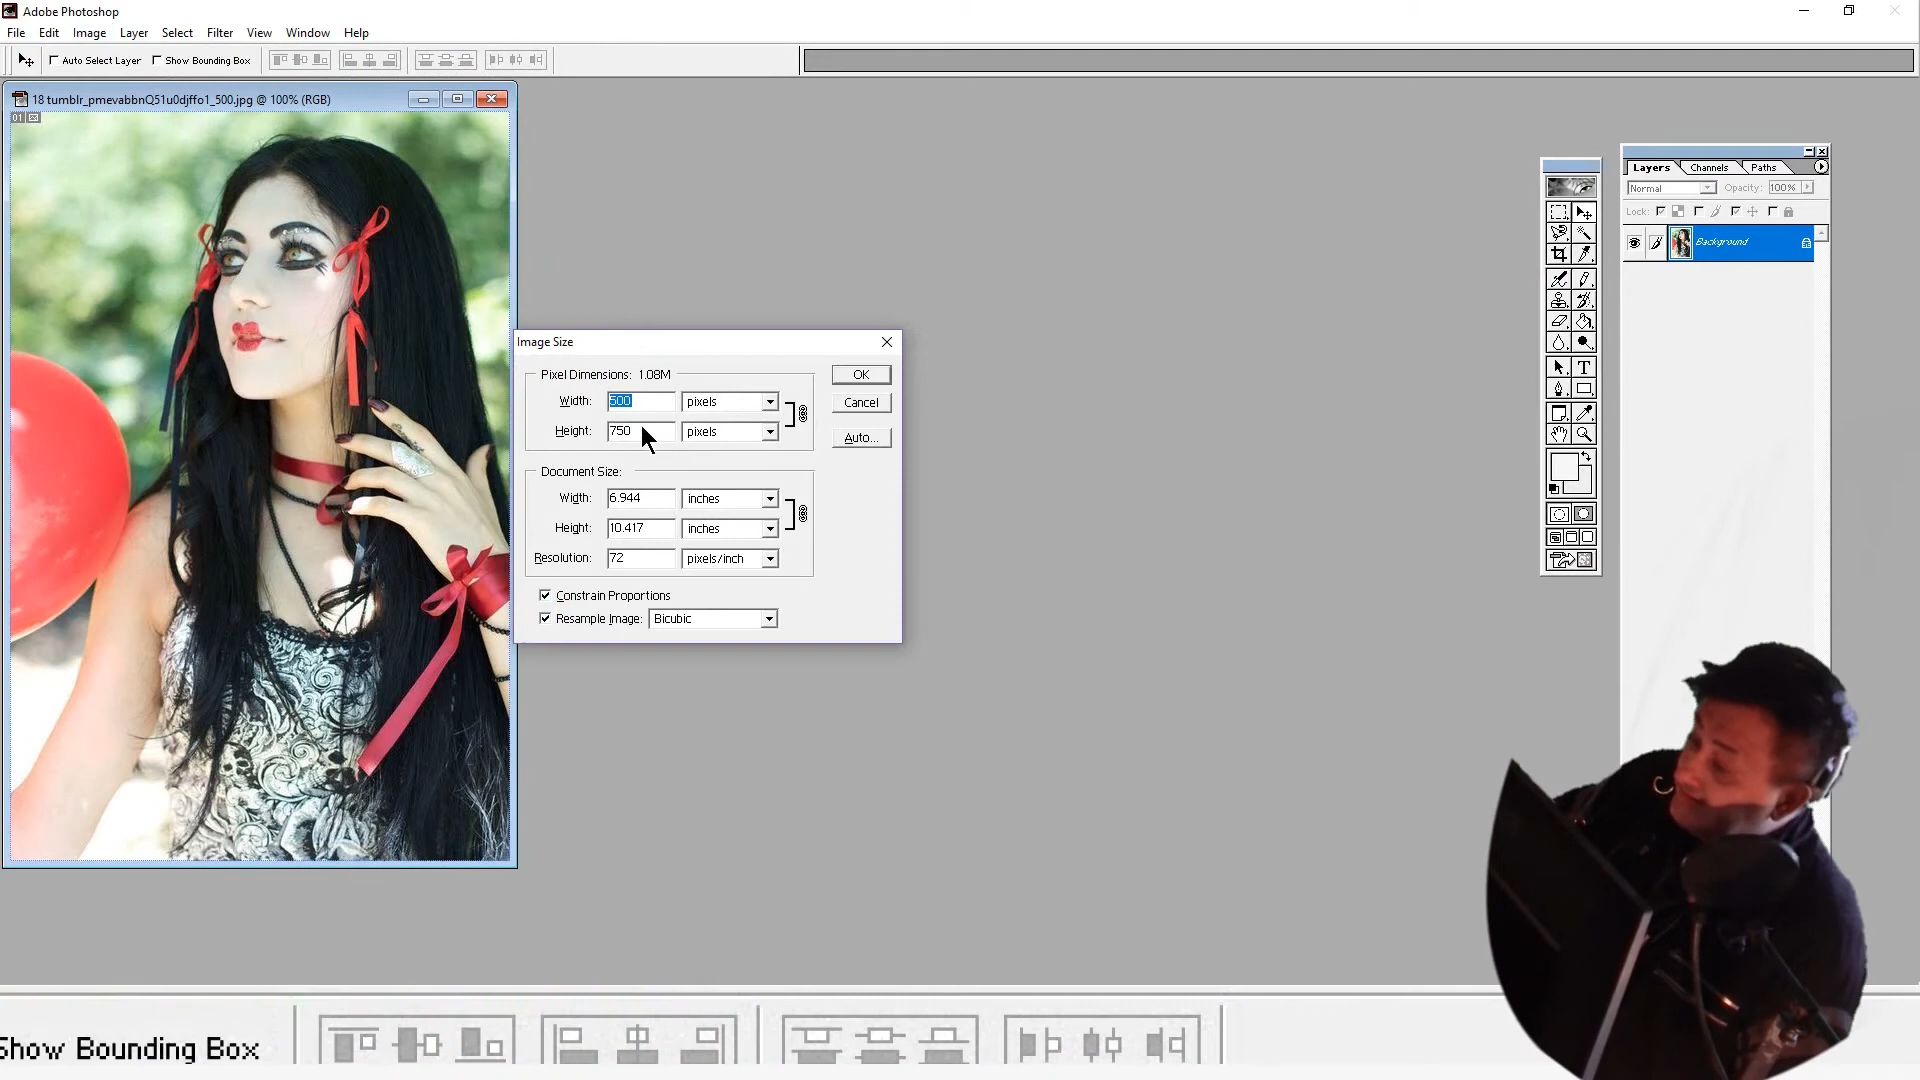 Adobe Photoshop
File Edit Image Layer Select Filter View Window Help
Auto Select Layer Show Bounding Box
18 tumblr_pmevabbnQ51u0djffo1_500.jpg @ 100% (RGB)
01
Image Size
Pixel Dimensions: 1.08M
Width: 500 pixels
Height: 750 pixels
OK
Cancel
Auto...
Document Size:
Width: 6.944 inches
Height: 10.417 inches
Resolution: 72 pixels/inch
Constrain Proportions
Resample Image: Bicubic
Layers Channels Paths
Normal Opacity: 100%
Lock:
Background
T
Show Bounding Box